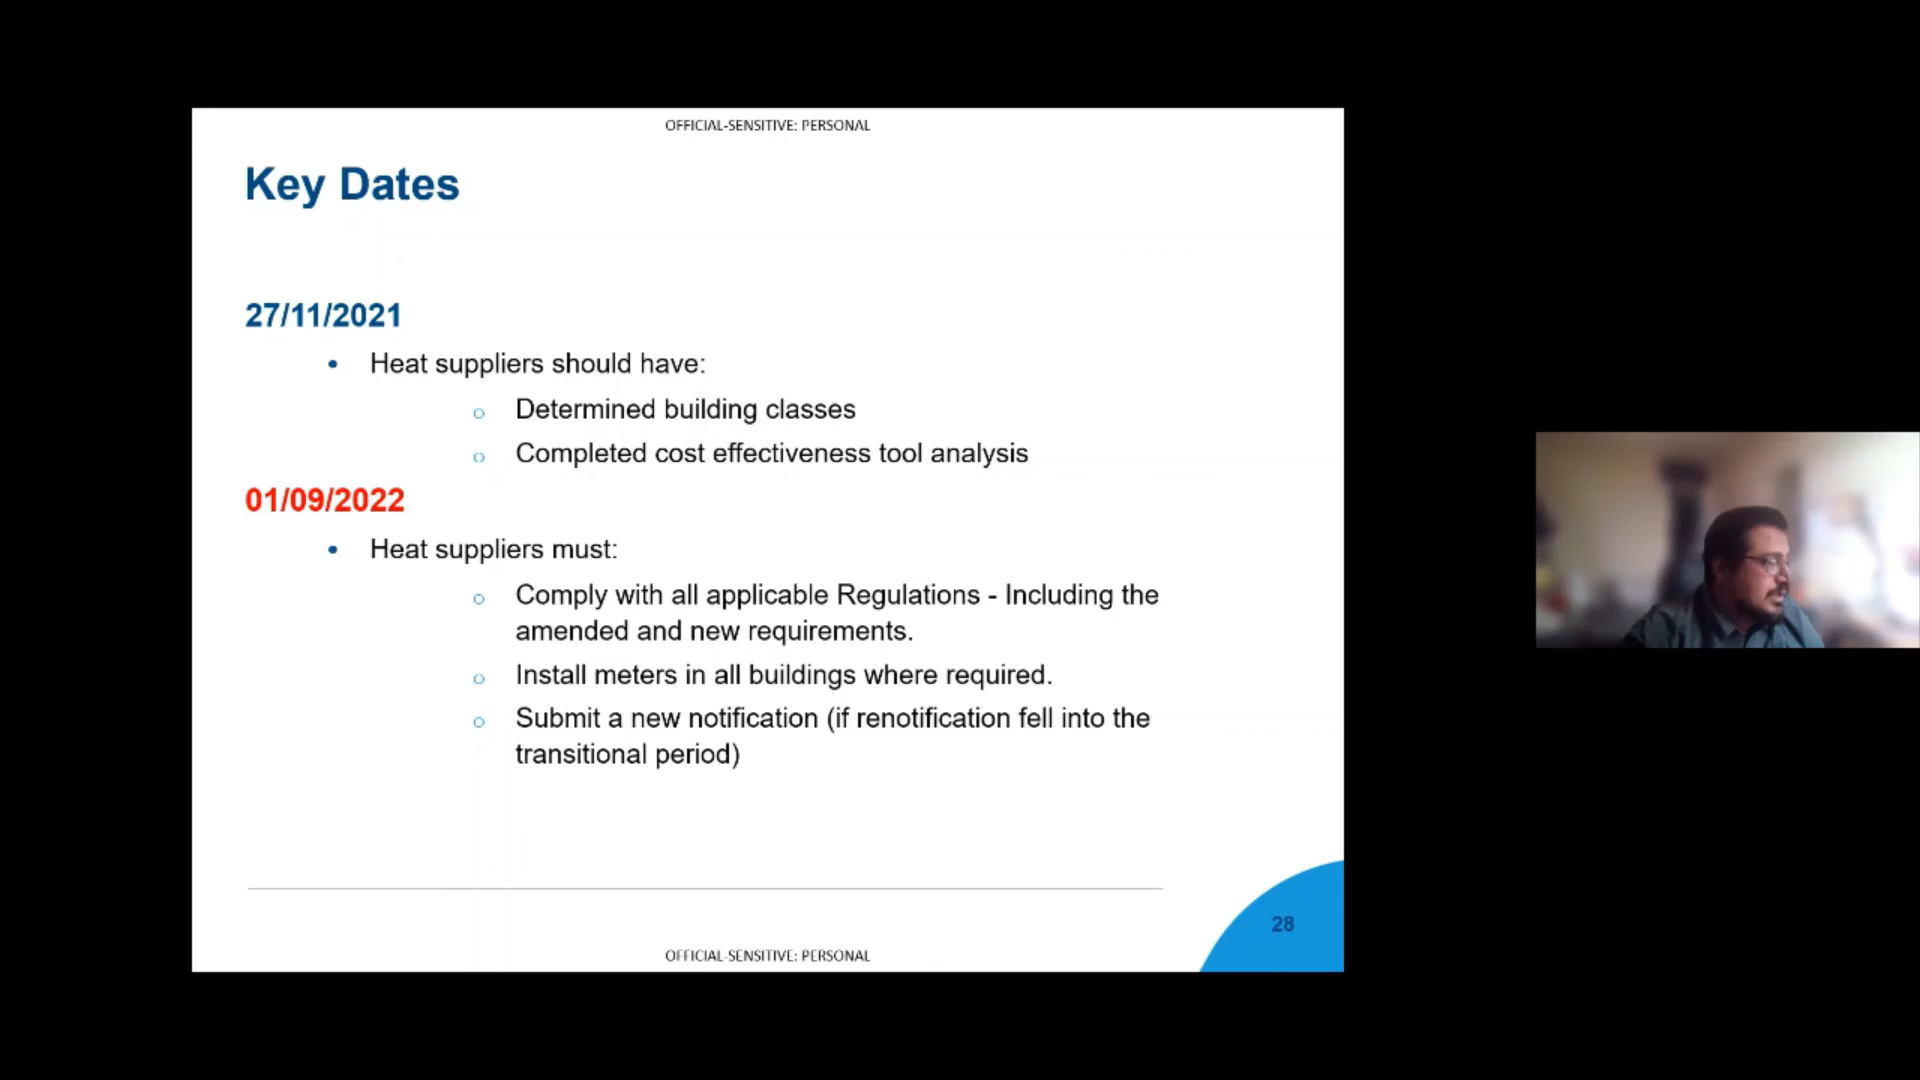 OFFICIAL-SENSITIVE: PERSONAL
Key Dates
27/11/2021
• Heat suppliers should have:
o Determined building classes
o Completed cost effectiveness tool analysis
01/09/2022
• Heat suppliers must:
o Comply with all applicable Regulations - Including the
amended and new requirements.
o Install meters in all buildings where required.
o Submit a new notification (if renotification fell into the
transitional period)
28
OFFICIAL-SENSITIVE: PERSONAL